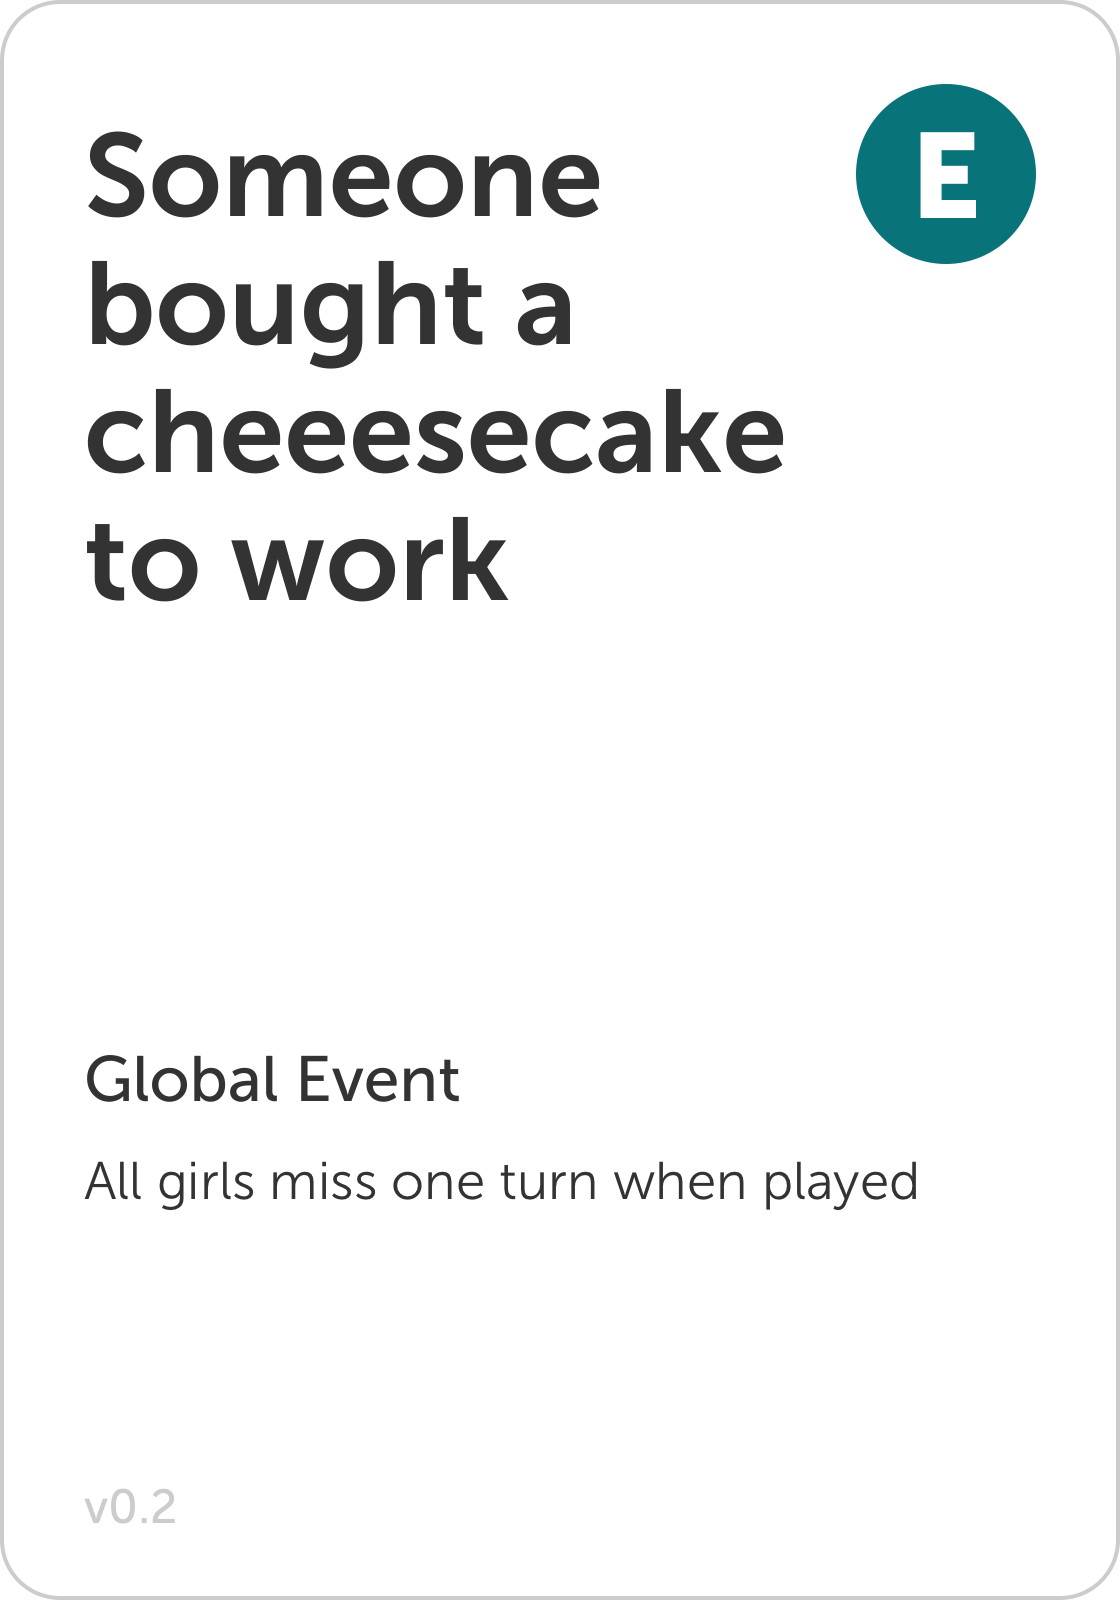 Someone
E
bought a
cheeesecake
to work
Global Event
All girls miss one turn when played
v0.2